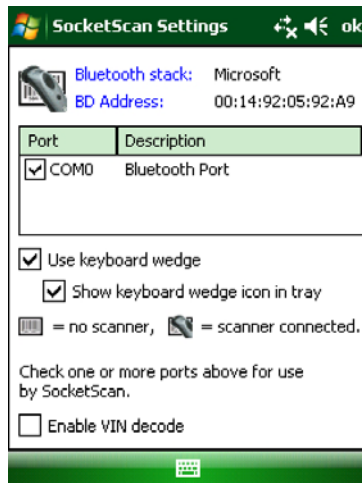 SocketScan Settings ok
Bluetooth stack: Microsoft
BD Address: 00:14:92:05:92:A9
Port Description
COM0 Bluetooth Port
Use keyboard wedge
Show keyboard wedge icon in tray
= no scanner, = scanner connected.
Check one or more ports above for use
by SocketScan.
Enable VIN decode